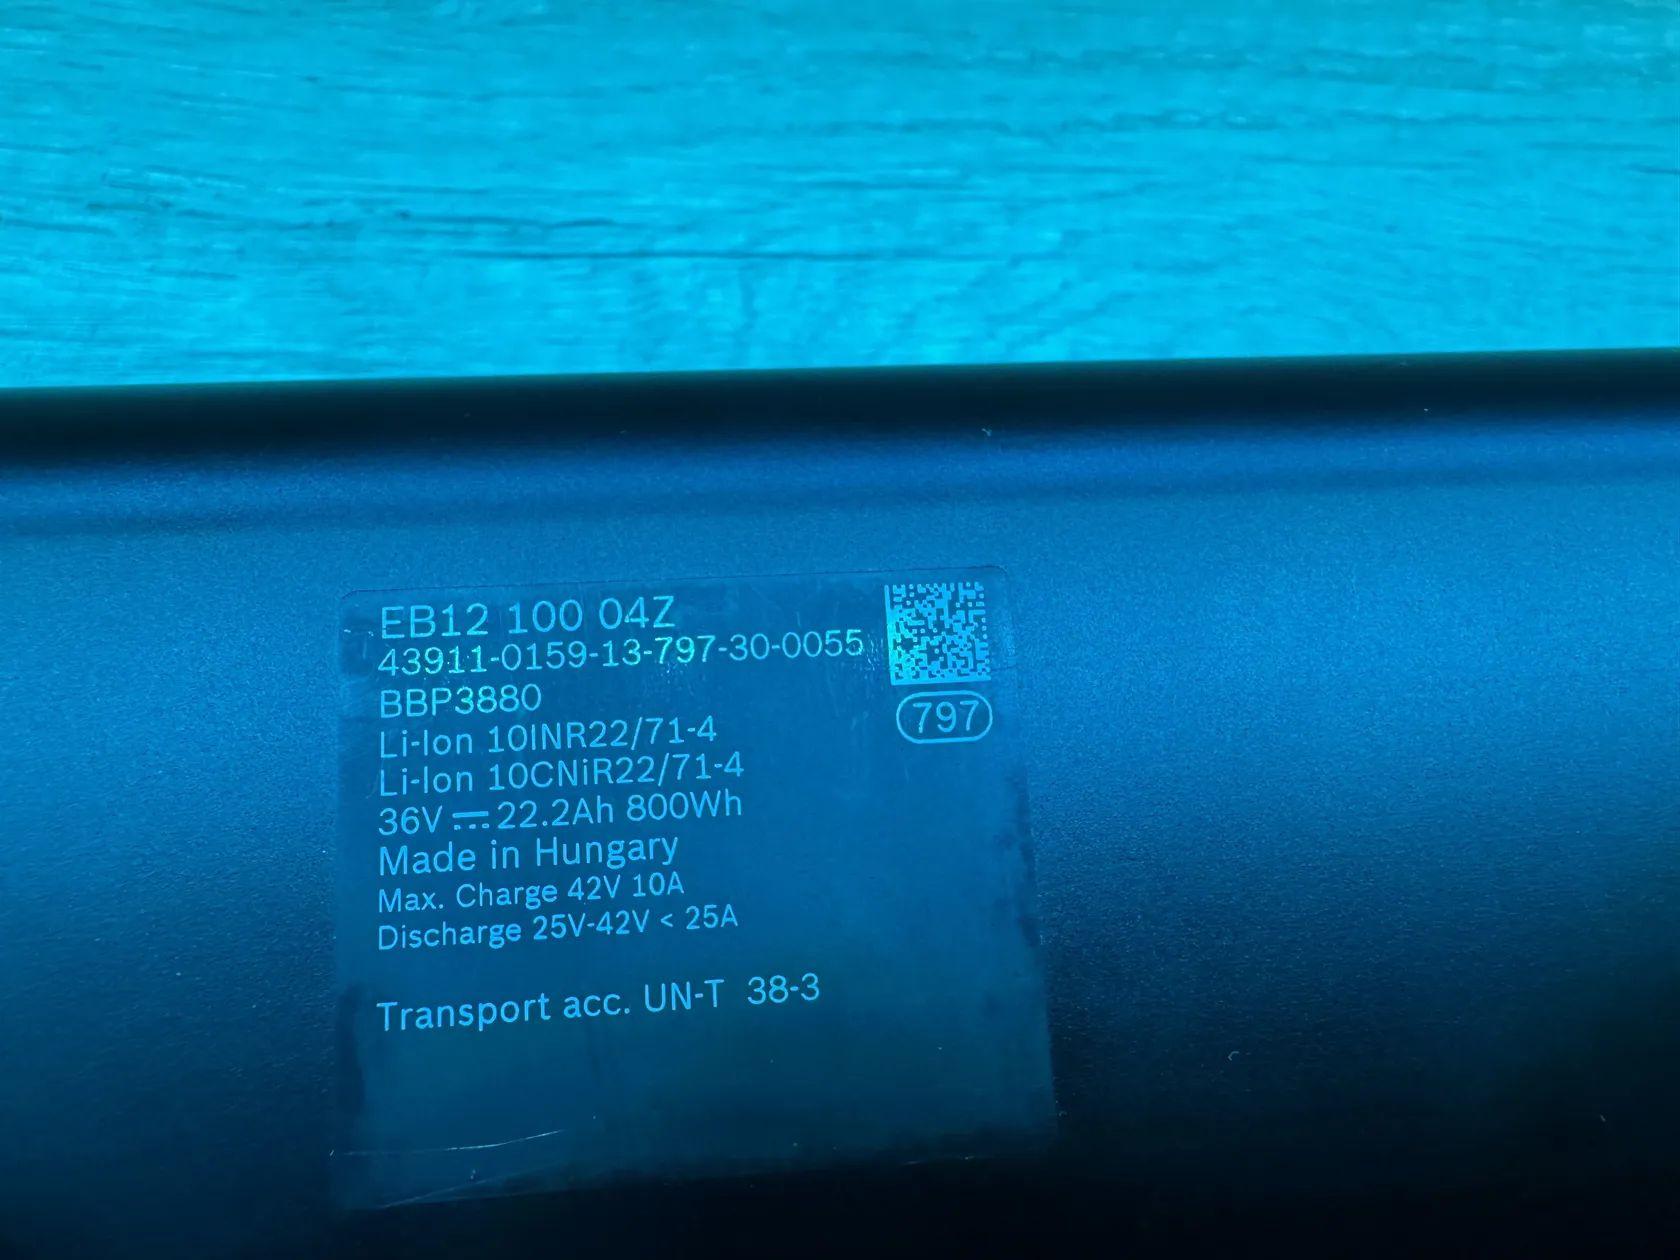 EB12 100 04Z
43911-0159-13-797-30-0055
BBP3880
797
Li-Ion 10INR22/71-4
Li-Ion 10CNiR22/71-4
36V ⎓ 22.2Ah 800Wh
Made in Hungary
Max. Charge 42V 10A
Discharge 25V-42V < 25A
Transport acc. UN-T 38-3